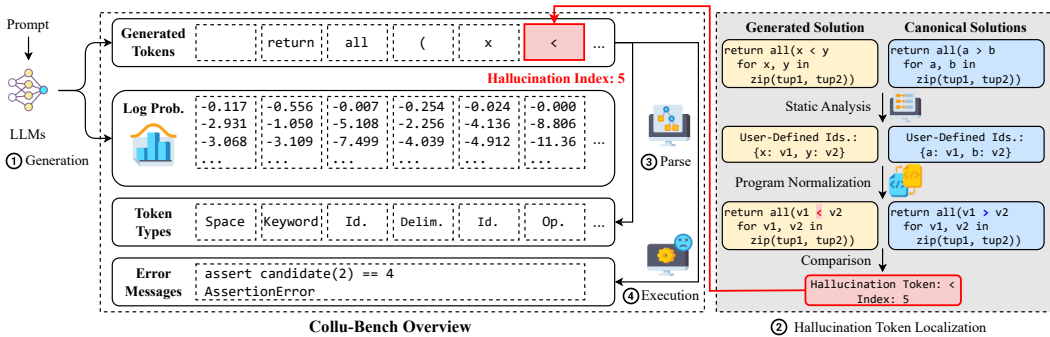 Prompt
LLMs
① Generation
Generated Tokens
return all ( x < ...
Hallucination Index: 5
Log Prob.
-0.117 -0.556 -0.007 -0.254 -0.024 -0.000
-2.931 -1.050 -5.108 -2.256 -4.136 -8.806
-3.068 -3.109 -7.499 -4.039 -4.912 -11.36 ...
... ... ... ... ... ...
③ Parse
Token Types
Space Keyword Id. Delim. Id. Op. ...
Error Messages
assert candidate(2) == 4
AssertionError
④ Execution
Collu-Bench Overview
Generated Solution
return all(x < y
for x, y in
zip(tup1, tup2))
Canonical Solutions
return all(a > b
for a, b in
zip(tup1, tup2))
Static Analysis
User-Defined Ids.:
{x: v1, y: v2}
User-Defined Ids.:
{a: v1, b: v2}
Program Normalization
return all(v1 < v2
for v1, v2 in
zip(tup1, tup2))
return all(v1 > v2
for v1, v2 in
zip(tup1, tup2))
Comparison
Hallucination Token: <
Index: 5
② Hallucination Token Localization